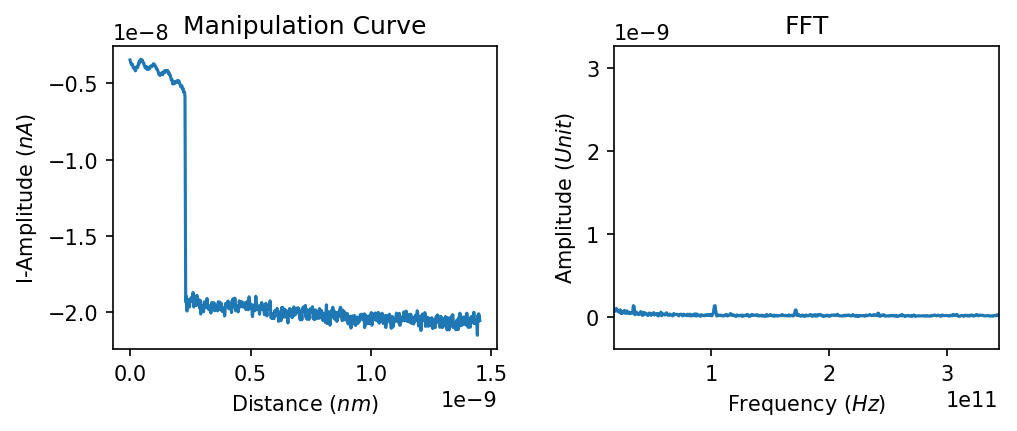 Manipulation Curve
1e−8
−0.5
−1.0
−1.5
−2.0
I-Amplitude (nA)
0.0 0.5 1.0 1.5
1e−9
Distance (nm)
FFT
1e−9
3
2
1
0
Amplitude (Unit)
1 2 3
1e11
Frequency (Hz)